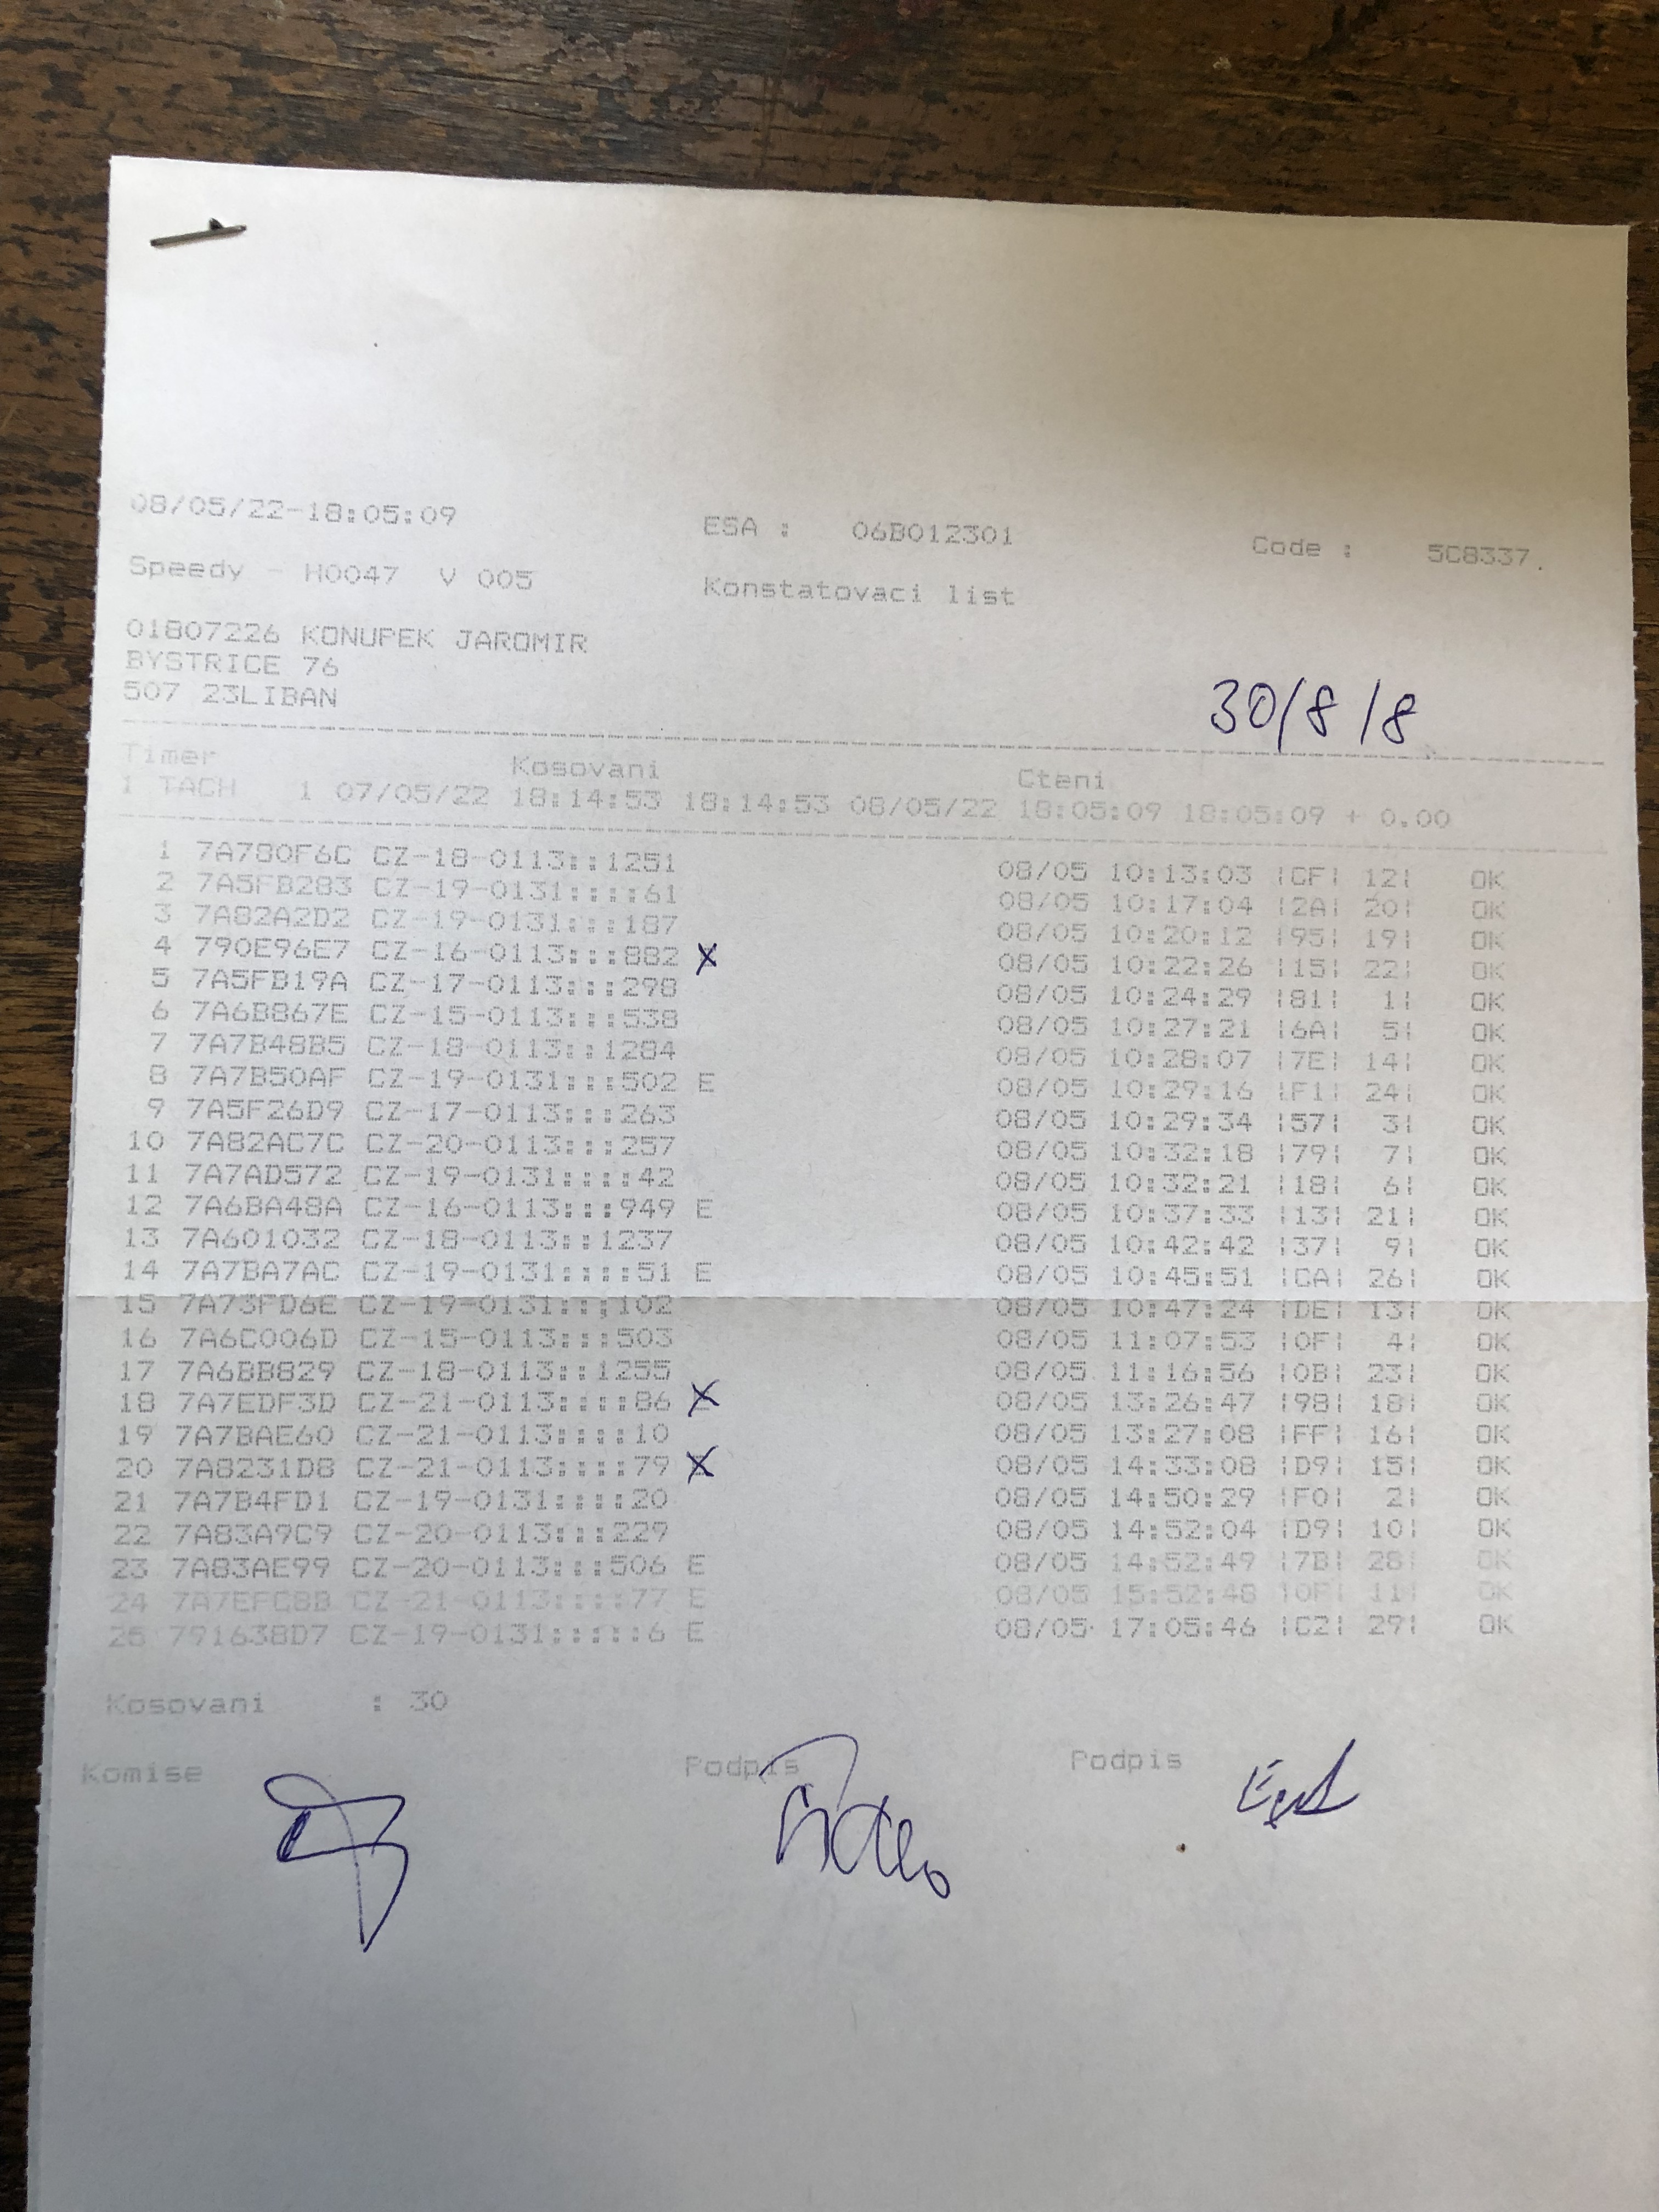 08/05/22-18:05:09 ESA : 06B012301 Code : 5C8337.
Speedy - H0047 V 005 Konstatovaci list
01807226 KONUPEK JAROMIR
BYSTRICE 76
507 23LIBAN
30/8/8
Timer Kosovani Cteni
1 TACH 1 07/05/22 18:14:53 18:14:53 08/05/22 18:05:09 18:05:09 + 0.00
1 7A780F6C CZ-18-0113::1251 08/05 10:13:03 |CF| 12| OK
2 7A5FB283 CZ-19-0131::::61 08/05 10:17:04 |2A| 20| OK
3 7A82A2D2 CZ-19-0131:::187 08/05 10:20:12 |95| 19| OK
4 790E96E7 CZ-16-0113:::882 X 08/05 10:22:26 |15| 22| OK
5 7A5FB19A CZ-17-0113:::298 08/05 10:24:29 |81| 1| OK
6 7A6B867E CZ-15-0113:::538 08/05 10:27:21 |6A| 5| OK
7 7A7B48B5 CZ-18-0113::1284 08/05 10:28:07 |7E| 14| OK
8 7A7B50AF CZ-19-0131:::502 E 08/05 10:29:16 |F1| 24| OK
9 7A5F26D9 CZ-17-0113:::263 08/05 10:29:34 |57| 3| OK
10 7A82AC7C CZ-20-0113:::257 08/05 10:32:18 |79| 7| OK
11 7A7AD572 CZ-19-0131::::42 08/05 10:32:21 |18| 6| OK
12 7A6BA48A CZ-16-0113:::949 E 08/05 10:37:33 |13| 21| OK
13 7A601032 CZ-18-0113::1237 08/05 10:42:42 |37| 9| OK
14 7A7BA7AC CZ-19-0131::::51 E 08/05 10:45:51 |CA| 26| OK
15 7A73FD6E CZ-19-0131:::102 08/05 10:47:24 |DE| 13| OK
16 7A6C006D CZ-15-0113:::503 08/05 11:07:53 |0F| 4| OK
17 7A6BB829 CZ-18-0113::1255 08/05 11:16:56 |0B| 23| OK
18 7A7EDF3D CZ-21-0113::::86 X 08/05 13:26:47 |98| 18| OK
19 7A7BAE60 CZ-21-0113::::10 08/05 13:27:08 |FF| 16| OK
20 7A8231D8 CZ-21-0113::::79 X 08/05 14:33:08 |D9| 15| OK
21 7A7B4FD1 CZ-19-0131::::20 08/05 14:50:29 |F0| 2| OK
22 7A83A9C9 CZ-20-0113:::229 08/05 14:52:04 |D9| 10| OK
23 7A83AE99 CZ-20-0113:::506 E 08/05 14:52:49 |7B| 28| OK
24 7A7EFC8B CZ-21-0113::::77 E 08/05 15:52:48 |0F| 11| OK
25 791638D7 CZ-19-0131:::::6 E 08/05 17:05:46 |C2| 29| OK
Kosovani : 30
Komise Podpis Podpis